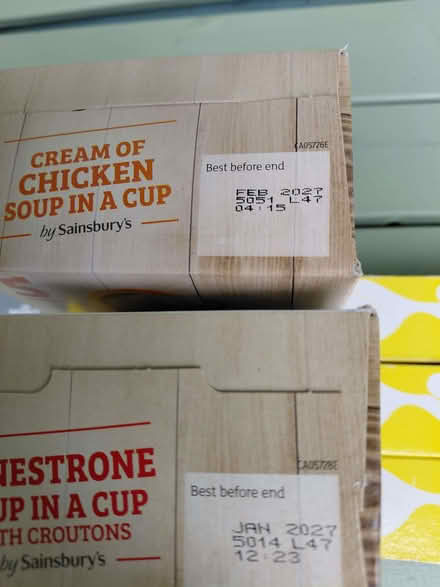 CREAM OF
CHICKEN
SOUP IN A CUP
by Sainsbury's
CA05726E
Best before end
FEB 2027
5051 L47
04:15
NESTRONE
UP IN A CUP
TH CROUTONS
by Sainsbury's
CA05728E
Best before end
JAN 2027
5014 L47
12:23